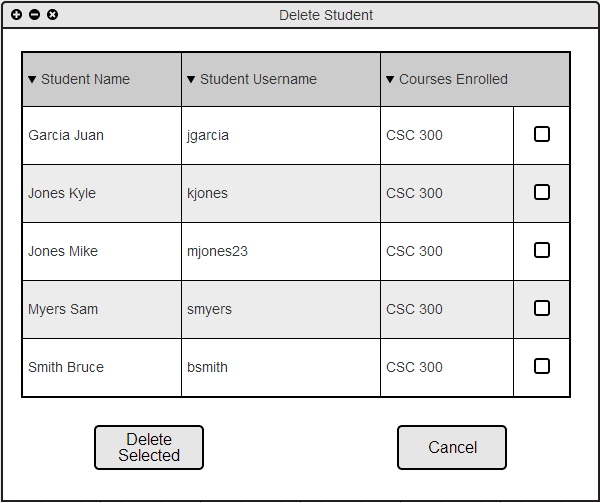 Delete Student
Student Name Student Username Courses Enrolled
Garcia Juan jgarcia CSC 300
Jones Kyle kjones CSC 300
Jones Mike mjones23 CSC 300
Myers Sam smyers CSC 300
Smith Bruce bsmith CSC 300
Delete
Selected
Cancel